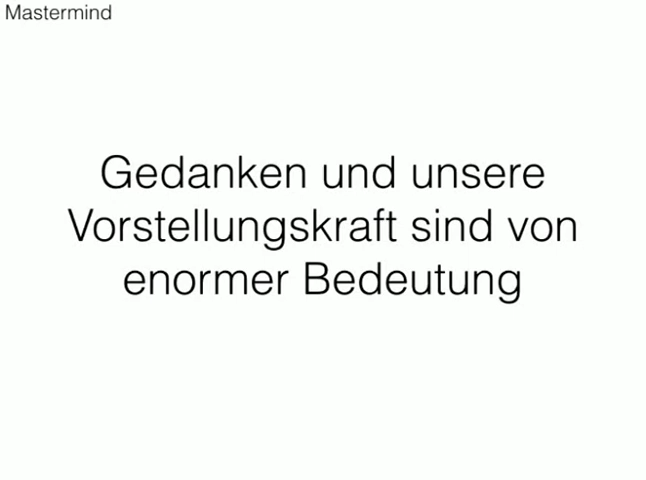 Mastermind
Gedanken und unsere
Vorstellungskraft sind von
enormer Bedeutung